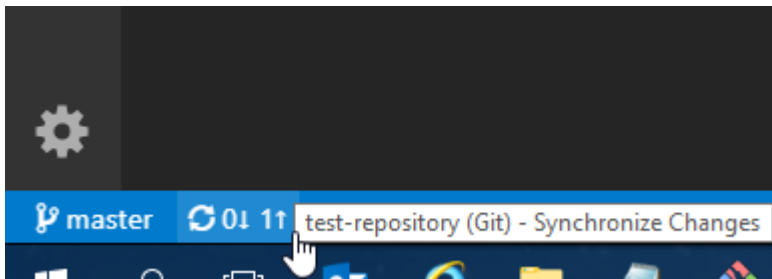 master 0↓ 1↑ test-repository (Git) - Synchronize Changes